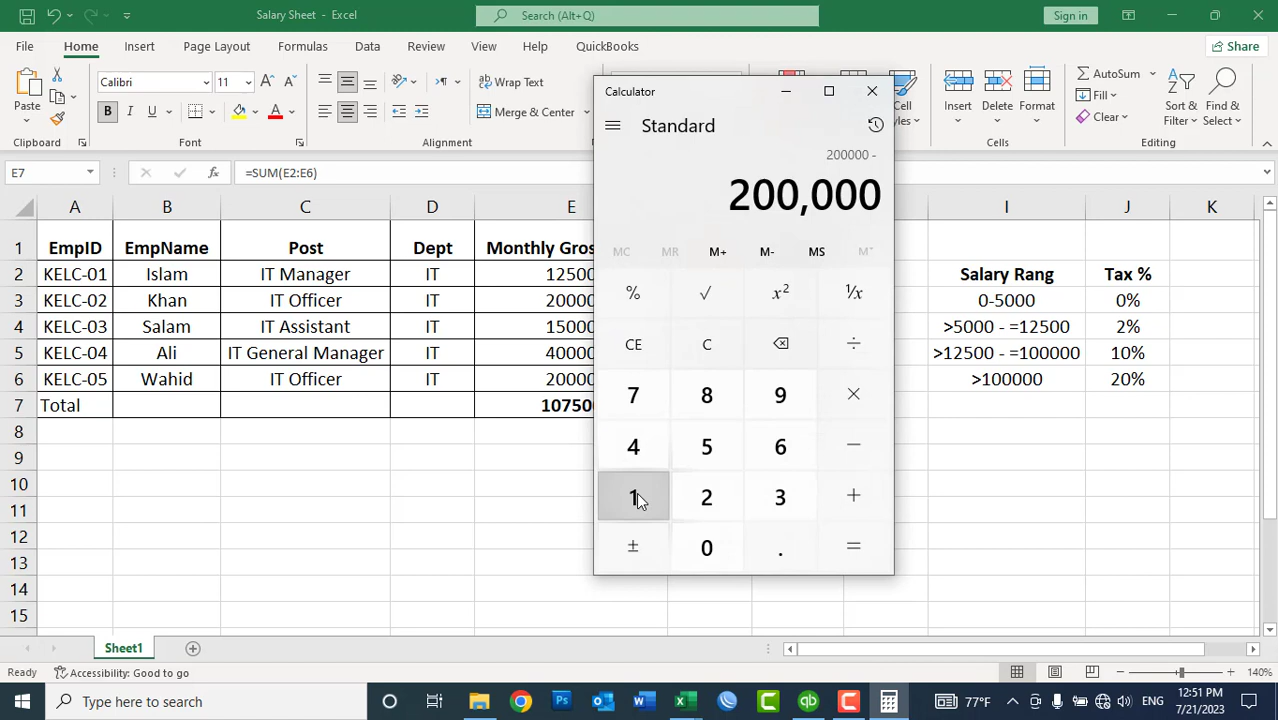 Salary Sheet - Excel
Search (Alt+Q)
Sign in
File Home Insert Page Layout Formulas Data Review View Help QuickBooks Share
Paste
Calibri 11
B I U
A A
Wrap Text
Merge & Center
Cell
Styles
Insert Delete Format
AutoSum
Fill
Clear
Sort &
Filter
Find &
Select
Clipboard Font Alignment Cells Editing
E7 =SUM(E2:E6)
A B C D E I J K
1 EmpID EmpName Post Dept Monthly Gros
2 KELC-01 Islam IT Manager IT 12500 Salary Rang Tax %
3 KELC-02 Khan IT Officer IT 20000 0-5000 0%
4 KELC-03 Salam IT Assistant IT 15000 >5000 - =12500 2%
5 KELC-04 Ali IT General Manager IT 40000 >12500 - =100000 10%
6 KELC-05 Wahid IT Officer IT 20000 >100000 20%
7 Total 107500
8
9
10
11
12
13
14
15
Calculator
Standard
200000 -
200,000
MC MR M+ M- MS M˅
% √ x² ¹/x
CE C ÷
7 8 9 ×
4 5 6 −
1 2 3 +
± 0 . =
Sheet1
Ready Accessibility: Good to go 140%
Type here to search
77°F ENG
12:51 PM
7/21/2023